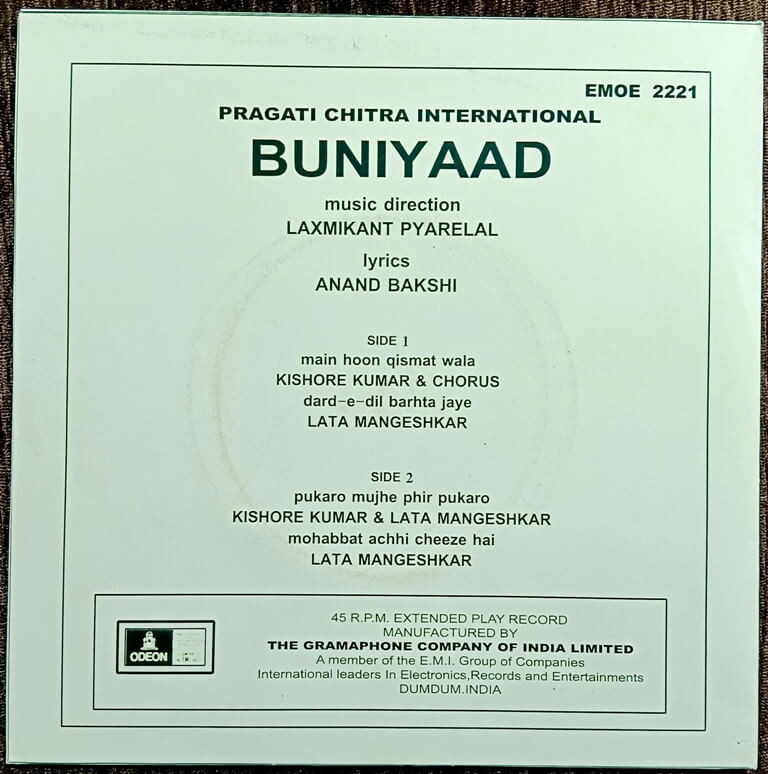 EMOE 2221
PRAGATI CHITRA INTERNATIONAL
BUNIYAAD
music direction
LAXMIKANT PYARELAL
lyrics
ANAND BAKSHI
SIDE 1
main hoon qismat wala
KISHORE KUMAR & CHORUS
dard-e-dil barhta jaye
LATA MANGESHKAR
SIDE 2
pukaro mujhe phir pukaro
KISHORE KUMAR & LATA MANGESHKAR
mohabbat achhi cheeze hai
LATA MANGESHKAR
ODEON
45 R.P.M. EXTENDED PLAY RECORD
MANUFACTURED BY
THE GRAMAPHONE COMPANY OF INDIA LIMITED
A member of the E.M.I. Group of Companies
International leaders In Electronics,Records and Entertainments
DUMDUM.INDIA